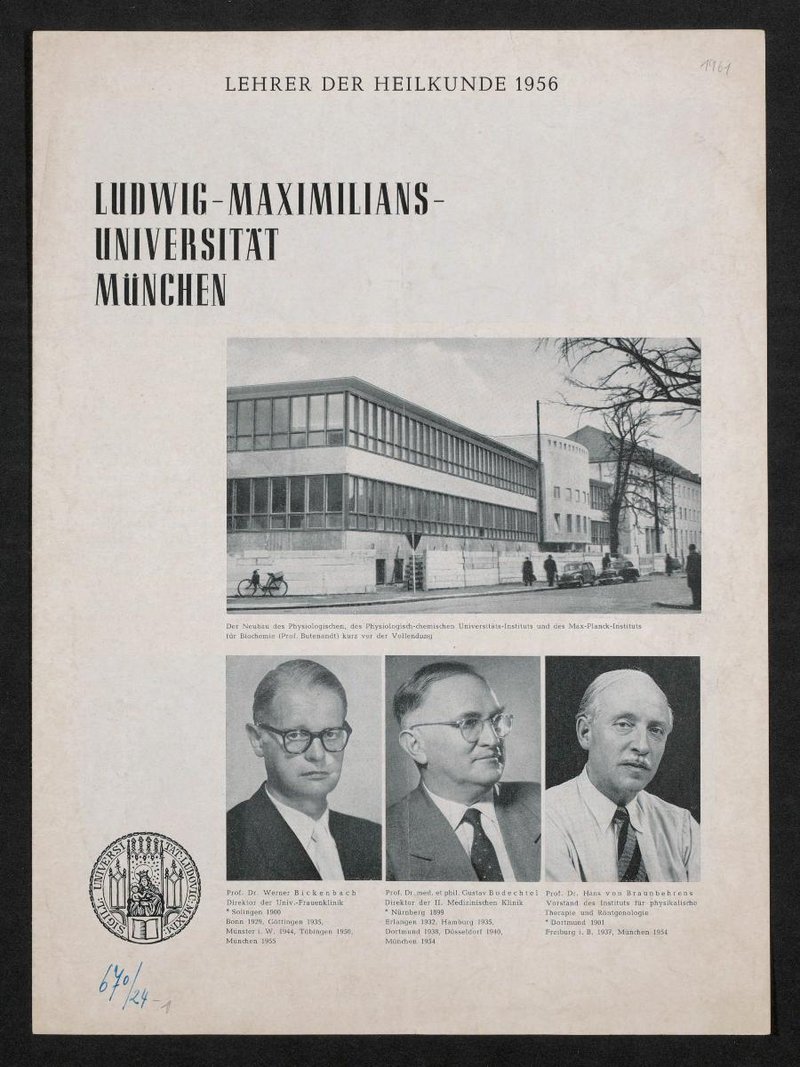 1961
LEHRER DER HEILKUNDE 1956
LUDWIG-MAXIMILIANS-
UNIVERSITÄT
MÜNCHEN
Der Neubau des Physiologischen, des Physiologisch-chemischen Universitäts-Instituts und des Max-Planck-Instituts
für Biochemie (Prof. Butenandt) kurz vor der Vollendung
Prof. Dr. Werner Bickenbach
Direktor der Univ.-Frauenklinik
* Solingen 1900
Bonn 1929, Göttingen 1935,
Münster i. W. 1944, Tübingen 1950,
München 1955
Prof. Dr. med. et phil. Gustav Bodechtel
Direktor der II. Medizinischen Klinik
* Nürnberg 1899
Erlangen 1932, Hamburg 1935,
Dortmund 1938, Düsseldorf 1940,
München 1954
Prof. Dr. Hans von Braunbehrens
Vorstand des Instituts für physikalische
Therapie und Röntgenologie
* Dortmund 1901
Freiburg i. B. 1937, München 1954
SIGILL. UNIVERSITAT. LUDOVIC. MAXIM.
670/24-1